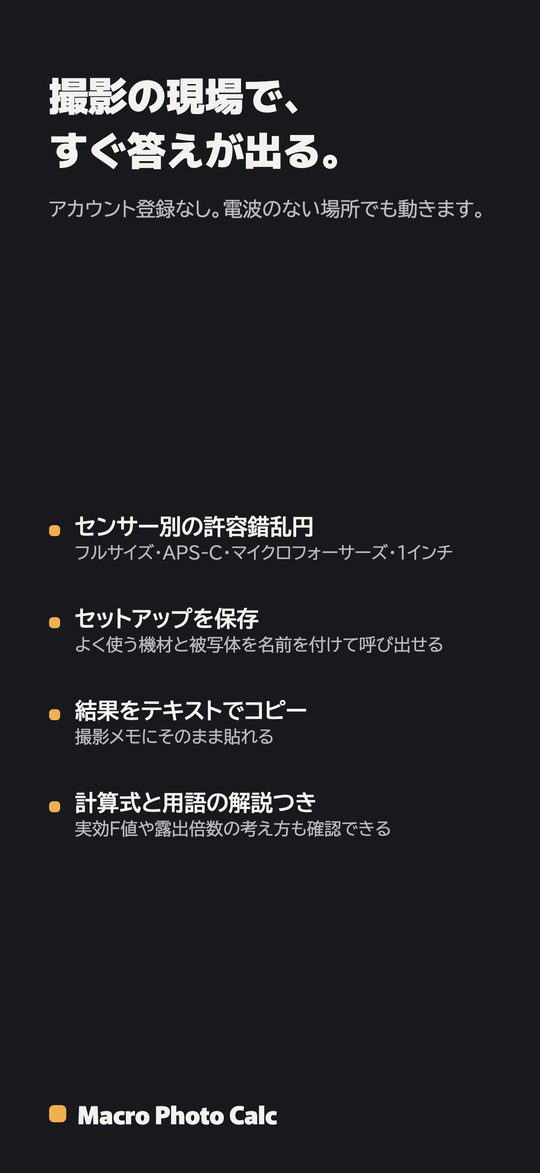 撮影の現場で、
すぐ答えが出る。
アカウント登録なし。電波のない場所でも動きます。
センサー別の許容錯乱円
フルサイズ・APS-C・マイクロフォーサーズ・1インチ
セットアップを保存
よく使う機材と被写体を名前を付けて呼び出せる
結果をテキストでコピー
撮影メモにそのまま貼れる
計算式と用語の解説つき
実効F値や露出倍数の考え方も確認できる
Macro Photo Calc